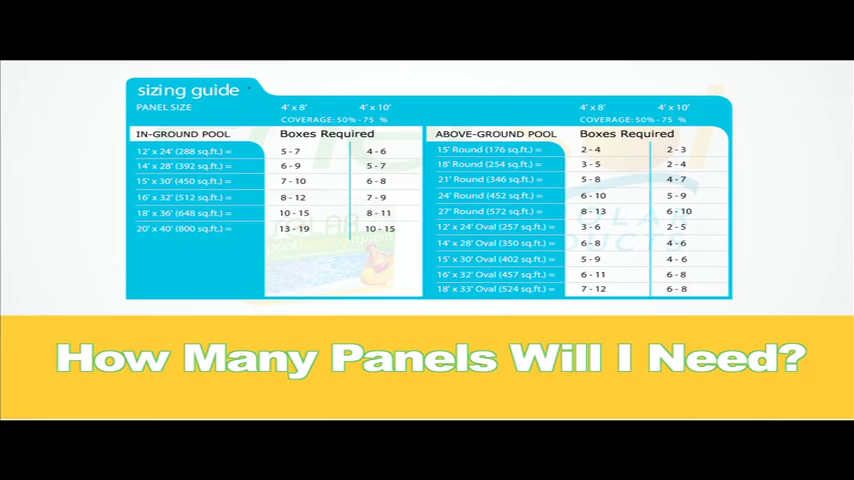 sizing guide
PANEL SIZE 4' x 8' 4' x 10'
COVERAGE: 50% - 75 %
IN-GROUND POOL Boxes Required
12' x 24' (288 sq.ft.) = 5 - 7 4 - 6
14' x 28' (392 sq.ft.) = 6 - 9 5 - 7
15' x 30' (450 sq.ft.) = 7 - 10 6 - 8
16' x 32' (512 sq.ft.) = 8 - 12 7 - 9
18' x 36' (648 sq.ft.) = 10 - 15 8 - 11
20' x 40' (800 sq.ft.) = 13 - 19 10 - 15
4' x 8' 4' x 10'
COVERAGE: 50% - 75 %
ABOVE-GROUND POOL Boxes Required
15' Round (176 sq.ft.) = 2 - 4 2 - 3
18' Round (254 sq.ft.) = 3 - 5 2 - 4
21' Round (346 sq.ft.) = 5 - 8 4 - 7
24' Round (452 sq.ft.) = 6 - 10 5 - 9
27' Round (572 sq.ft.) = 8 - 13 6 - 10
12' x 24' Oval (257 sq.ft.) = 3 - 6 2 - 5
14' x 28' Oval (350 sq.ft.) = 6 - 8 4 - 6
15' x 30' Oval (402 sq.ft.) = 5 - 9 4 - 6
16' x 32' Oval (457 sq.ft.) = 6 - 11 6 - 8
18' x 33' Oval (524 sq.ft.) = 7 - 12 6 - 8
SOLAR
How Many Panels Will I Need?